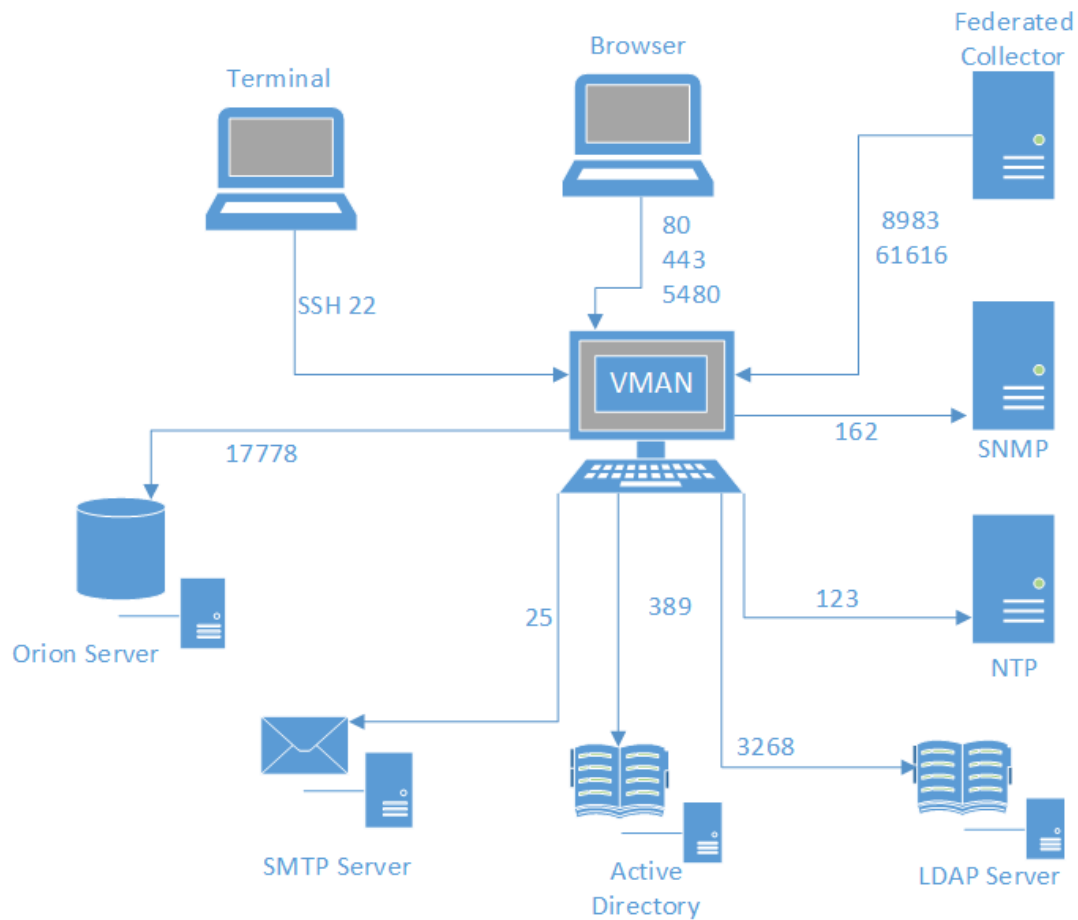 Federated
Collector
Browser
Terminal
80
443
5480
8983
61616
SSH 22
VMAN
162
SNMP
17778
25
389
123
Orion Server
NTP
3268
SMTP Server
Active
Directory
LDAP Server